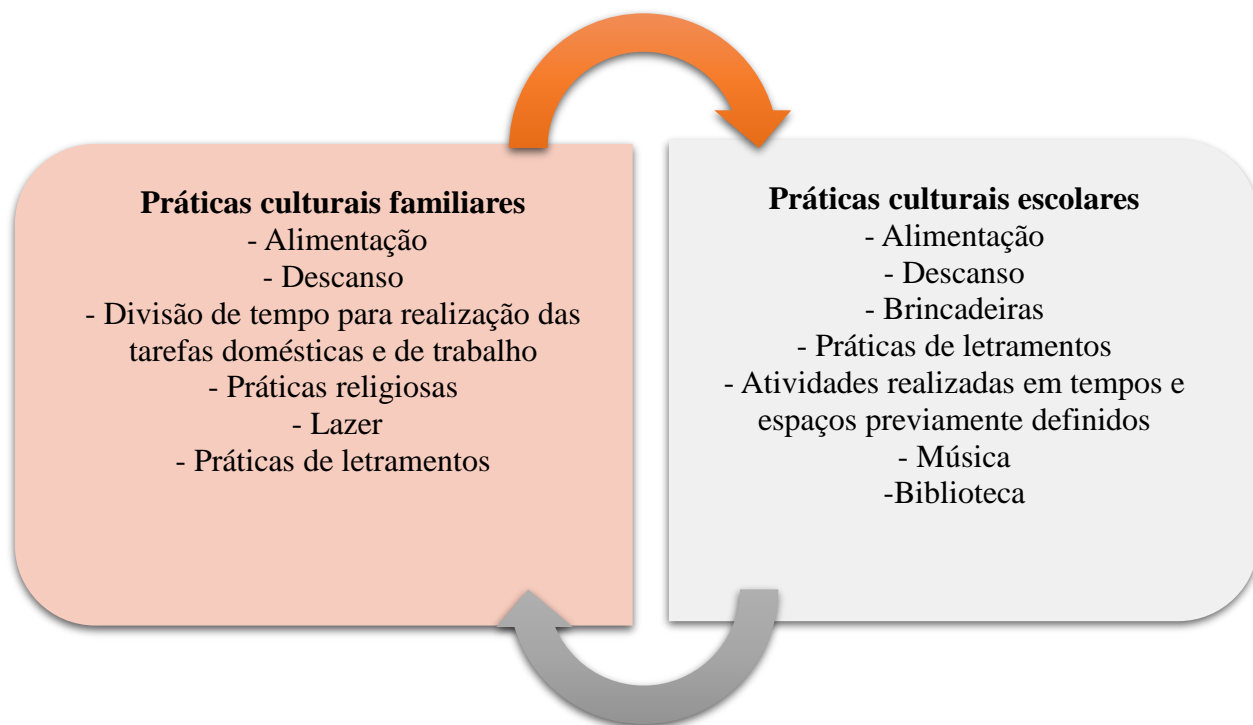 Práticas culturais familiares
- Alimentação
- Descanso
- Divisão de tempo para realização das
tarefas domésticas e de trabalho
- Práticas religiosas
- Lazer
- Práticas de letramentos
Práticas culturais escolares
- Alimentação
- Descanso
- Brincadeiras
- Práticas de letramentos
- Atividades realizadas em tempos e
espaços previamente definidos
- Música
-Biblioteca